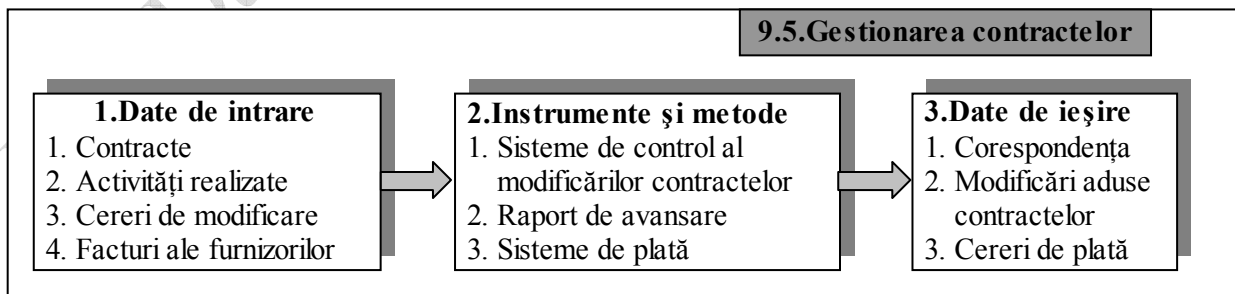 9.5.Gestionarea contractelor
1.Date de intrare
1. Contracte
2. Activități realizate
3. Cereri de modificare
4. Facturi ale furnizorilor
2.Instrumente şi metode
1. Sisteme de control al
modificărilor contractelor
2. Raport de avansare
3. Sisteme de plată
3.Date de ieşire
1. Corespondența
2. Modificări aduse
contractelor
3. Cereri de plată